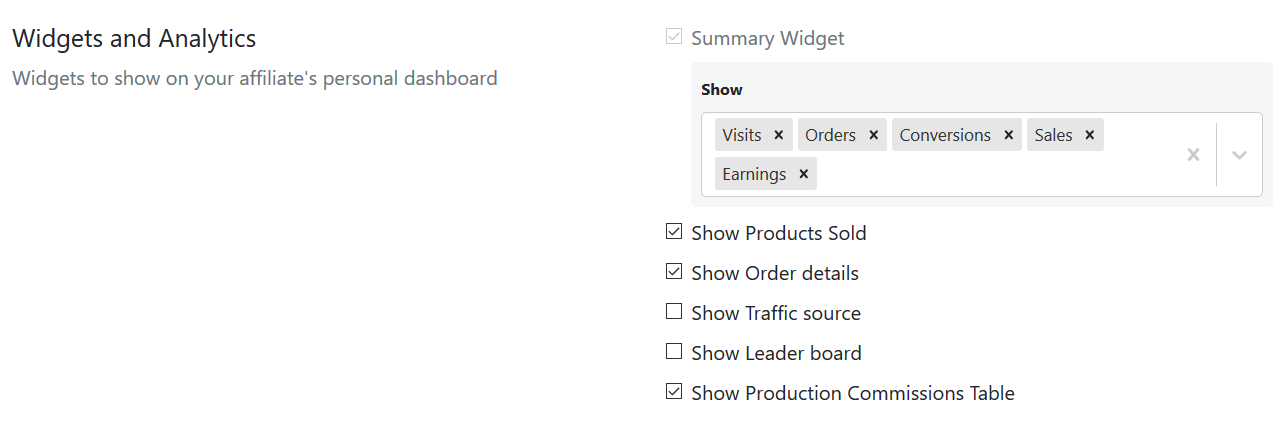 Widgets and Analytics
Widgets to show on your affiliate's personal dashboard
Summary Widget
Show
Visits Orders Conversions Sales
Earnings
Show Products Sold
Show Order details
Show Traffic source
Show Leader board
Show Production Commissions Table